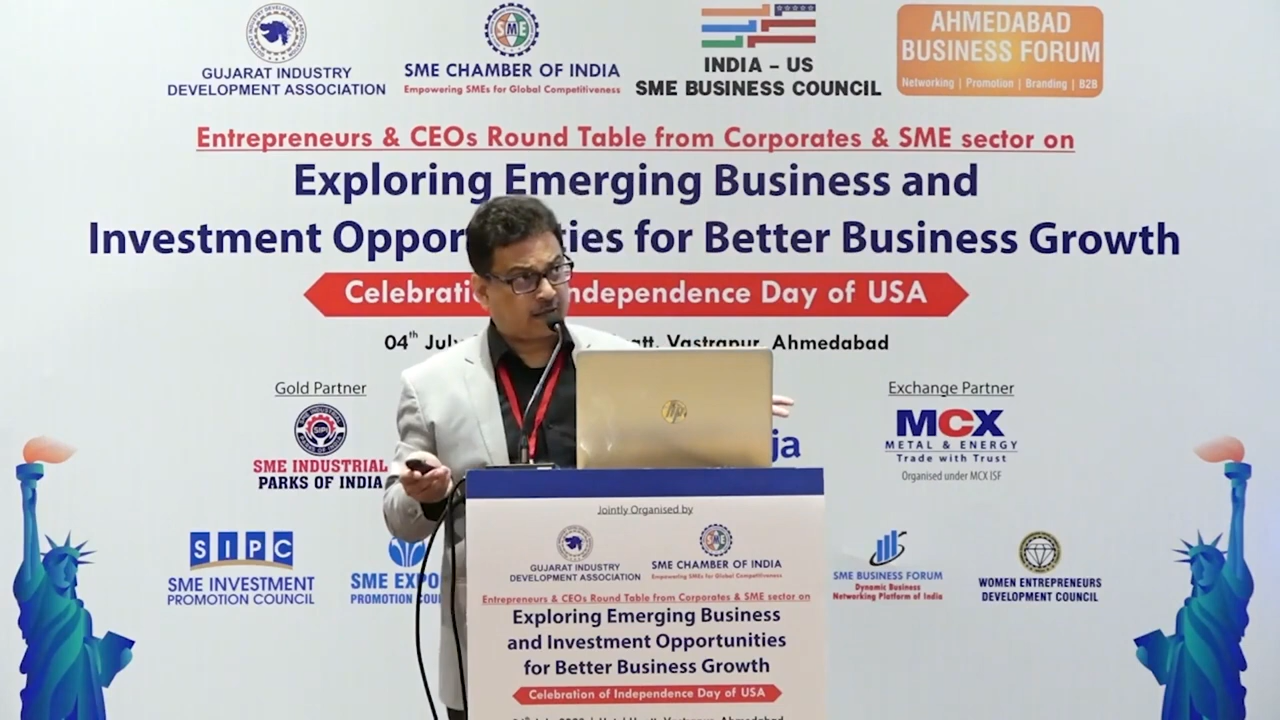 GUJARAT INDUSTRY
DEVELOPMENT ASSOCIATION
SME
SME CHAMBER OF INDIA
Empowering SMEs for Global Competitiveness
INDIA – US
SME BUSINESS COUNCIL
AHMEDABAD
BUSINESS FORUM
Networking | Promotion | Branding | B2B
Entrepreneurs & CEOs Round Table from Corporates & SME sector on
Exploring Emerging Business and
Investment Oppor ities for Better Business Growth
Celebrati ndependence Day of USA
04th July att, Vastrapur, Ahmedabad
Gold Partner
SIPI
SME INDUSTRIAL
PARKS OF INDIA
ja
Exchange Partner
MCX
METAL & ENERGY
Trade with Trust
Organised under MCX ISF
SIPC
SME INVESTMENT
PROMOTION COUNCIL
SME EXPO
PROMOTION COU
SME BUSINESS FORUM
Dynamic Business
Networking Platform of India
WOMEN ENTREPRENEURS
DEVELOPMENT COUNCIL
hp
Jointly Organised by
GUJARAT INDUSTRY
DEVELOPMENT ASSOCIATION
SME
SME CHAMBER OF INDIA
Empowering SMEs for Global Competitiveness
Entrepreneurs & CEOs Round Table from Corporates & SME sector on
Exploring Emerging Business
and Investment Opportunities
for Better Business Growth
Celebration of Independence Day of USA